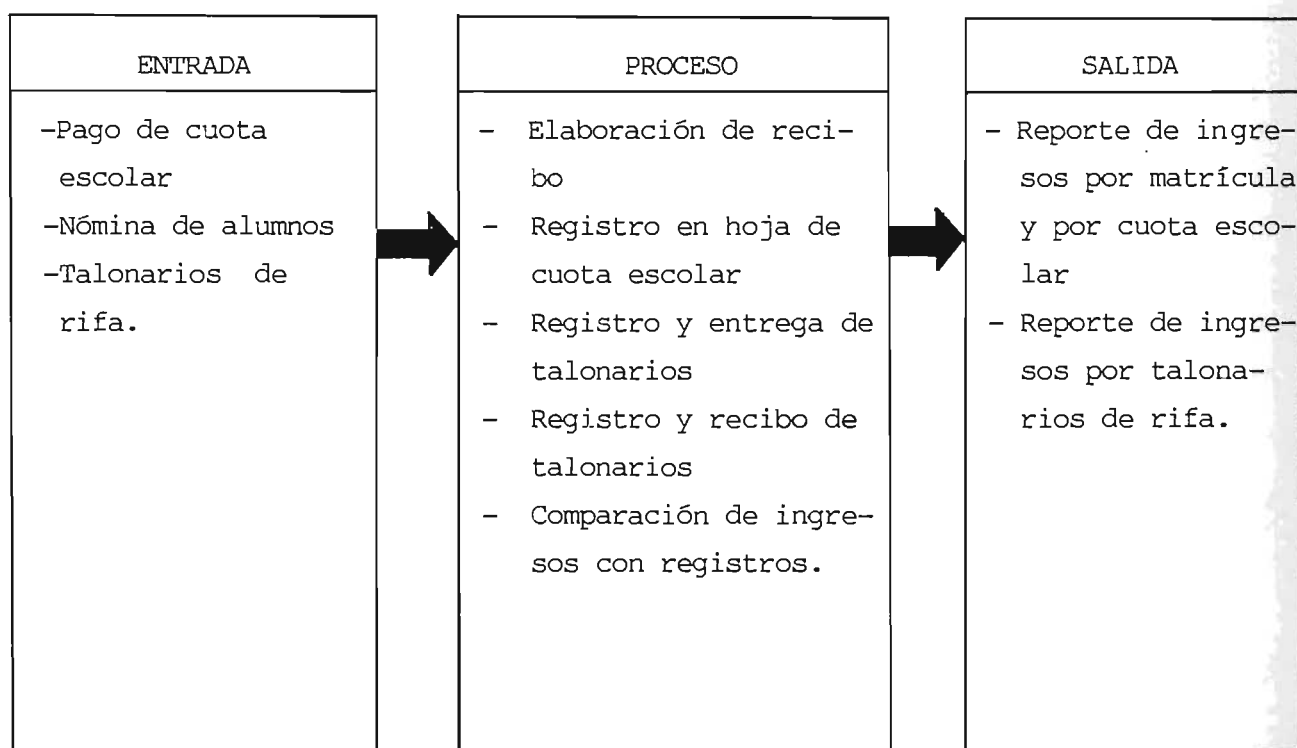 ENTRADA
-Pago de cuota
escolar
-Nómina de alumnos
-Talonarios de
rifa.
PROCESO
- Elaboración de reci-
bo
- Registro en hoja de
cuota escolar
- Registro y entrega de
talonarios
- Registro y recibo de
talonarios
- Comparación de ingre-
sos con registros.
SALIDA
- Reporte de ingre-
sos por matrícula
y por cuota esco-
lar
- Reporte de ingre-
sos por talona-
rios de rifa.